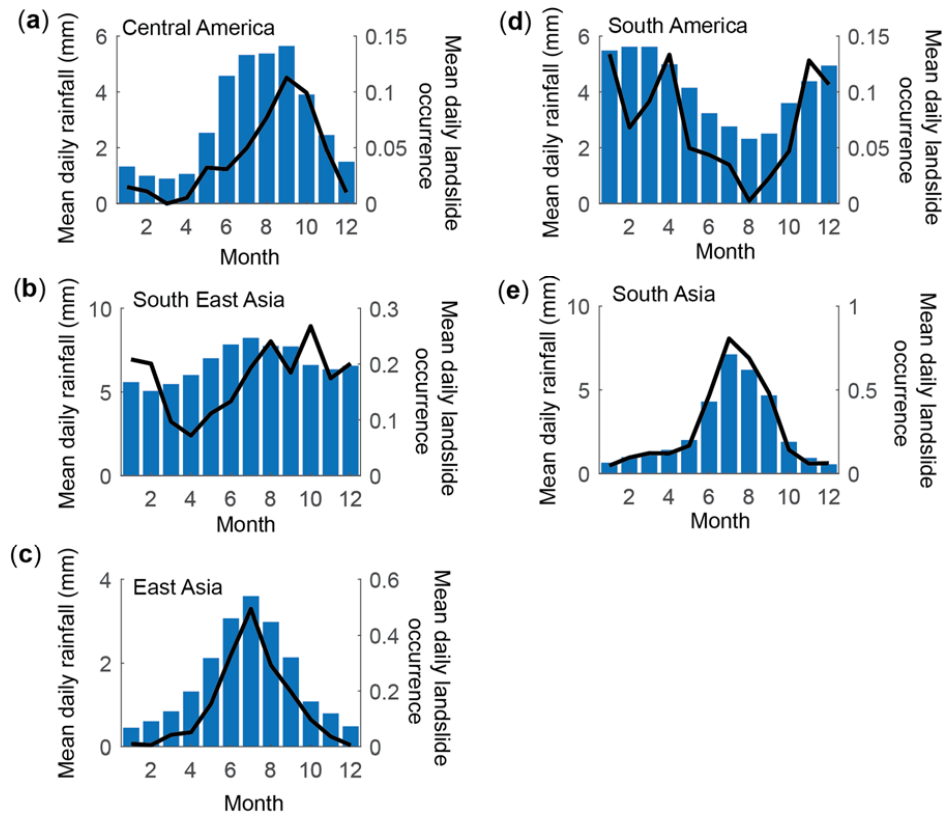 (a)
Central America
Mean daily rainfall (mm)
6
4
2
0
0.15
0.1
0.05
0
Mean daily landslide
occurrence
2 4 6 8 10 12
Month
(d)
South America
Mean daily rainfall (mm)
6
4
2
0
0.15
0.1
0.05
0
Mean daily landslide
occurrence
2 4 6 8 10 12
Month
(b)
South East Asia
Mean daily rainfall (mm)
10
5
0
0.3
0.2
0.1
0
Mean daily landslide
occurrence
2 4 6 8 10 12
Month
(e)
South Asia
Mean daily rainfall (mm)
10
5
0
1
0.5
0
Mean daily landslide
occurrence
2 4 6 8 10 12
Month
(c)
East Asia
Mean daily rainfall (mm)
4
2
0
0.6
0.4
0.2
0
Mean daily landslide
occurrence
2 4 6 8 10 12
Month